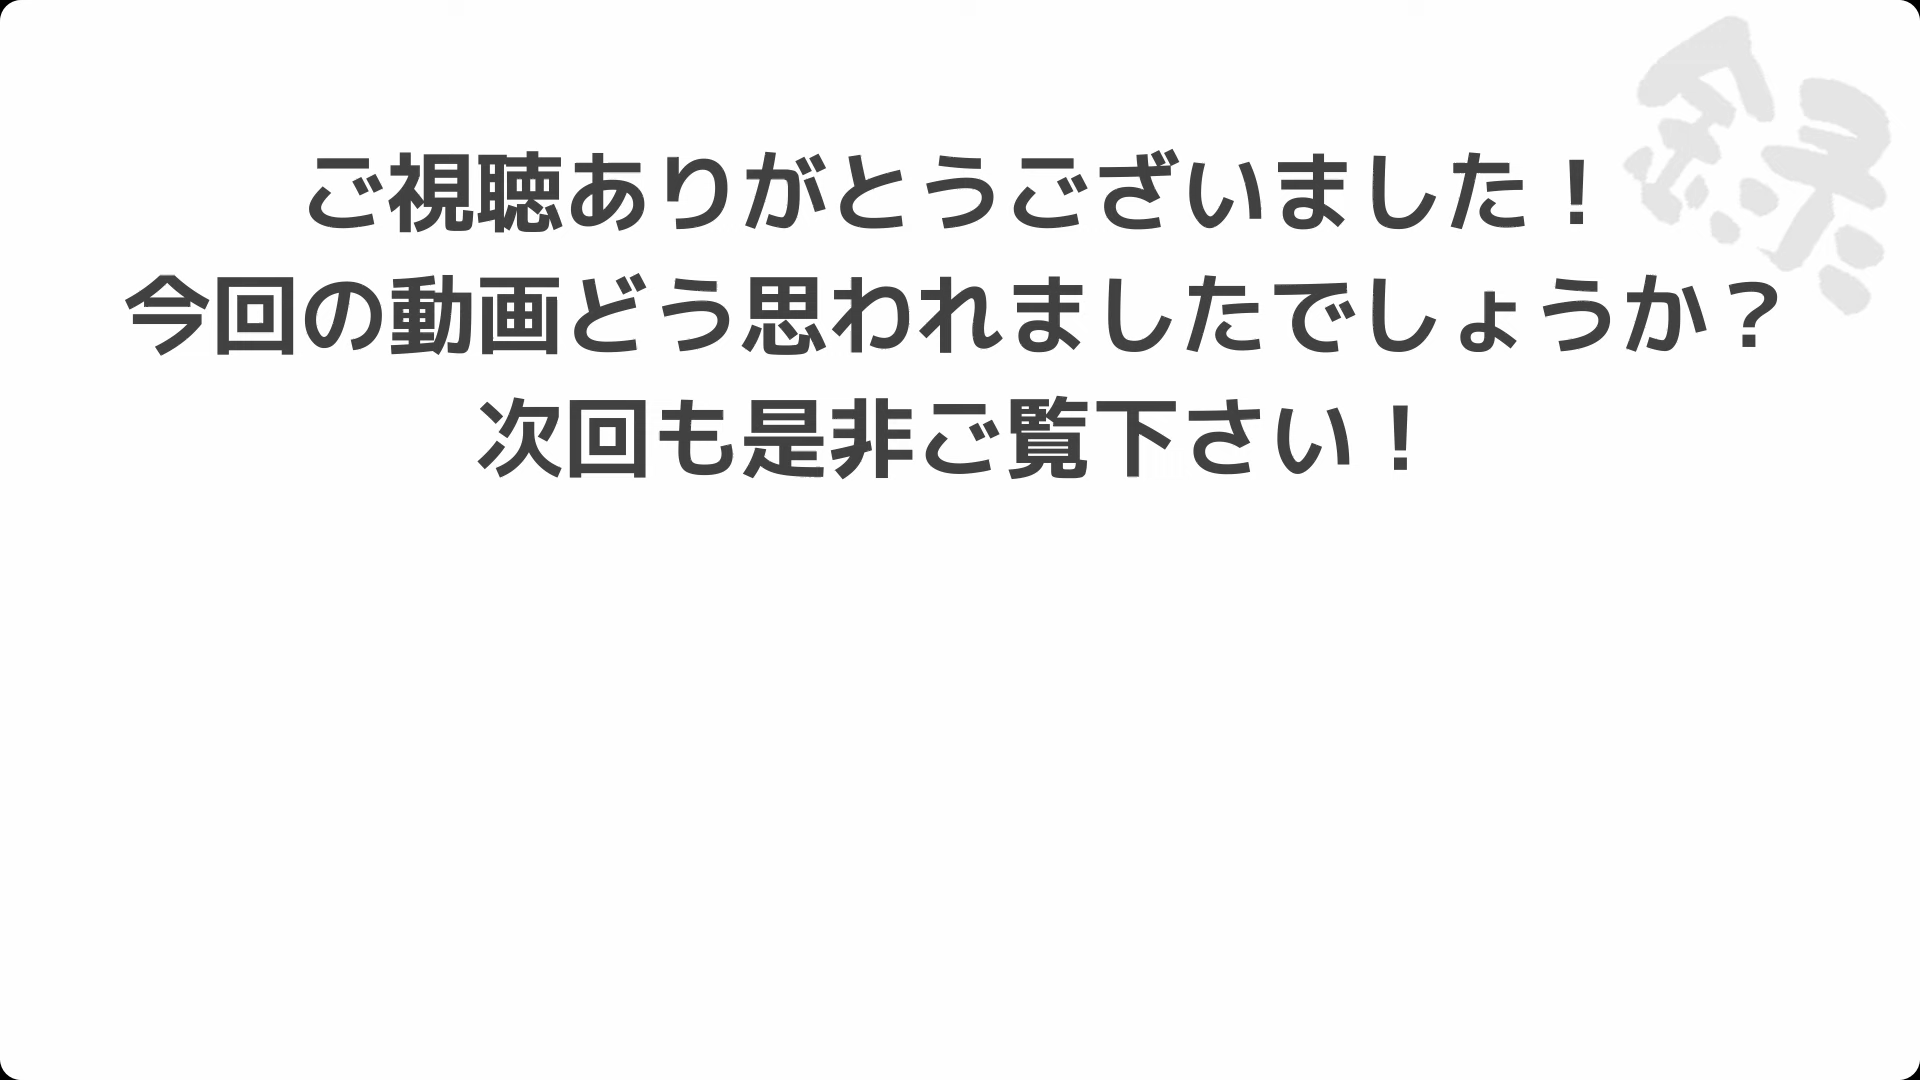 録
ご視聴ありがとうございました！
今回の動画どう思われましたでしょうか？
次回も是非ご覧下さい！